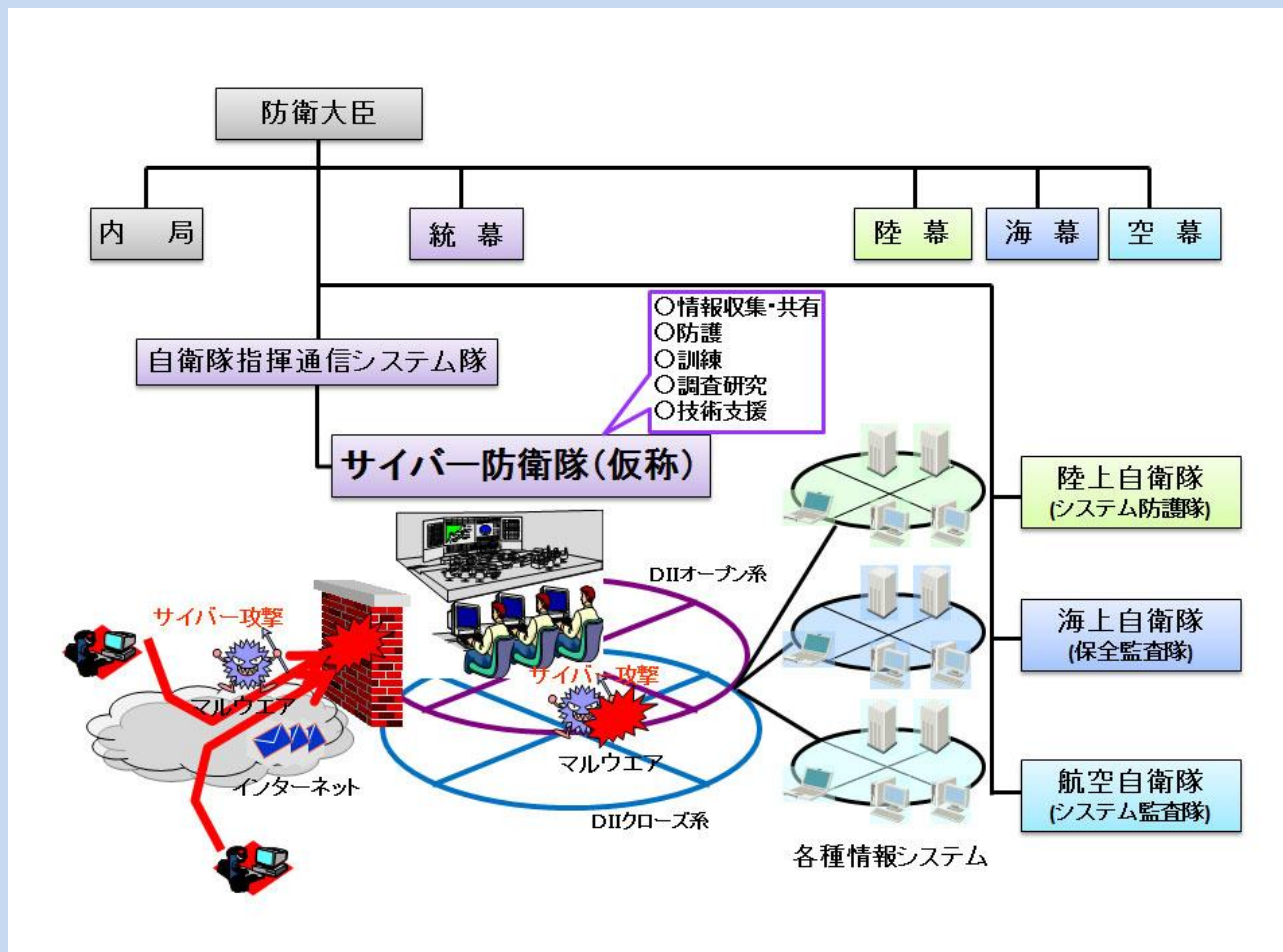 防衛大臣
内　局
統　幕
陸　幕
海　幕
空　幕
○情報収集・共有
○防護
○訓練
○調査研究
○技術支援
自衛隊指揮通信システム隊
サイバー防衛隊(仮称)
陸上自衛隊
(システム防護隊)
DIIオープン系
サイバー攻撃
マルウエア
インターネット
サイバー攻撃
マルウエア
DIIクローズ系
海上自衛隊
(保全監査隊)
航空自衛隊
(システム監査隊)
各種情報システム